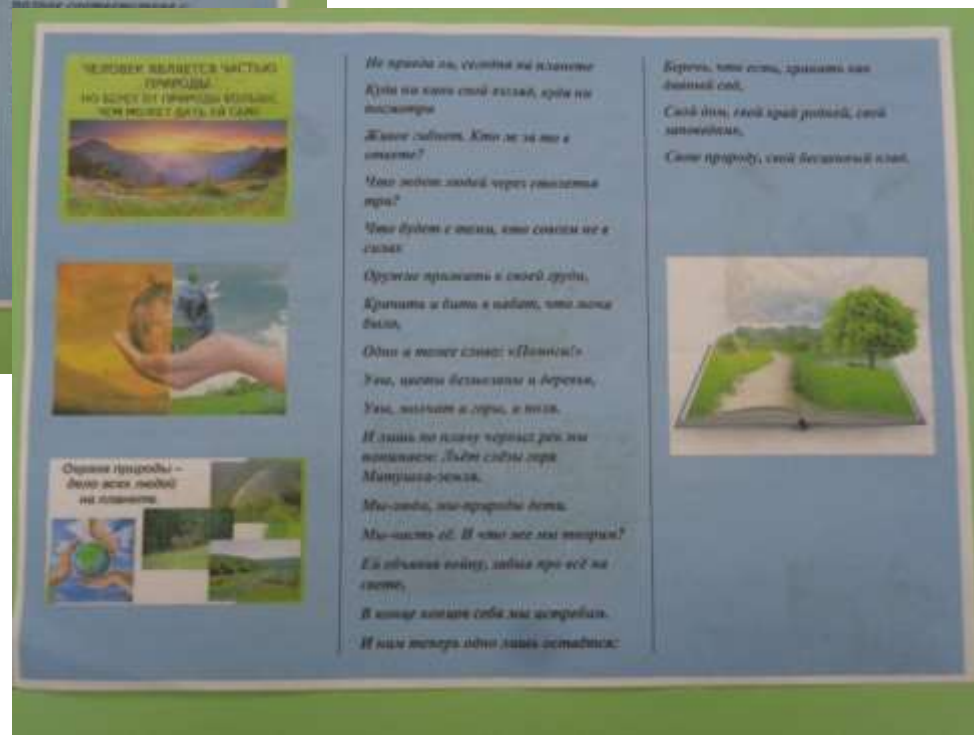 ЧЕЛОВЕК ЯВЛЯЕТСЯ ЧАСТЬЮ
ПРИРОДЫ.
НО БЕРЕТ ОТ ПРИРОДЫ БОЛЬШЕ,
ЧЕМ МОЖЕТ ДАТЬ ЕЙ САМ!
Охрана природы –
дело всех людей
на планете.
Не правда ли, сегодня на планете
Куда ни кинь свой взгляд, куда ни
посмотри
Живое гибнет. Кто ж за то в
ответе?
Что ждет людей через столетья
три?
Что будет с теми, кто совсем не в
силах
Оружие прижать к своей груди,
Кричать и бить в набат, что мочи
было,
Одно и тоже слово: «Помоги!»
Увы, цветы безмолвны и деревья,
Увы, молчат и горы, и поля.
И лишь по плачу черных рек мы
понимаем: Льёт слёзы горя
Матушка-земля.
Мы-люди, мы-природы дети.
Мы-часть её. И что же мы творим?
Ей объявив войну, забыв про всё на
свете,
В конце концов себя мы истребим.
И нам теперь одно лишь остаётся:
Беречь, что есть, хранить как
дивный сад,
Свой дом, свой край родной, свой
заповедник,
Свою природу, свой бесценный клад.